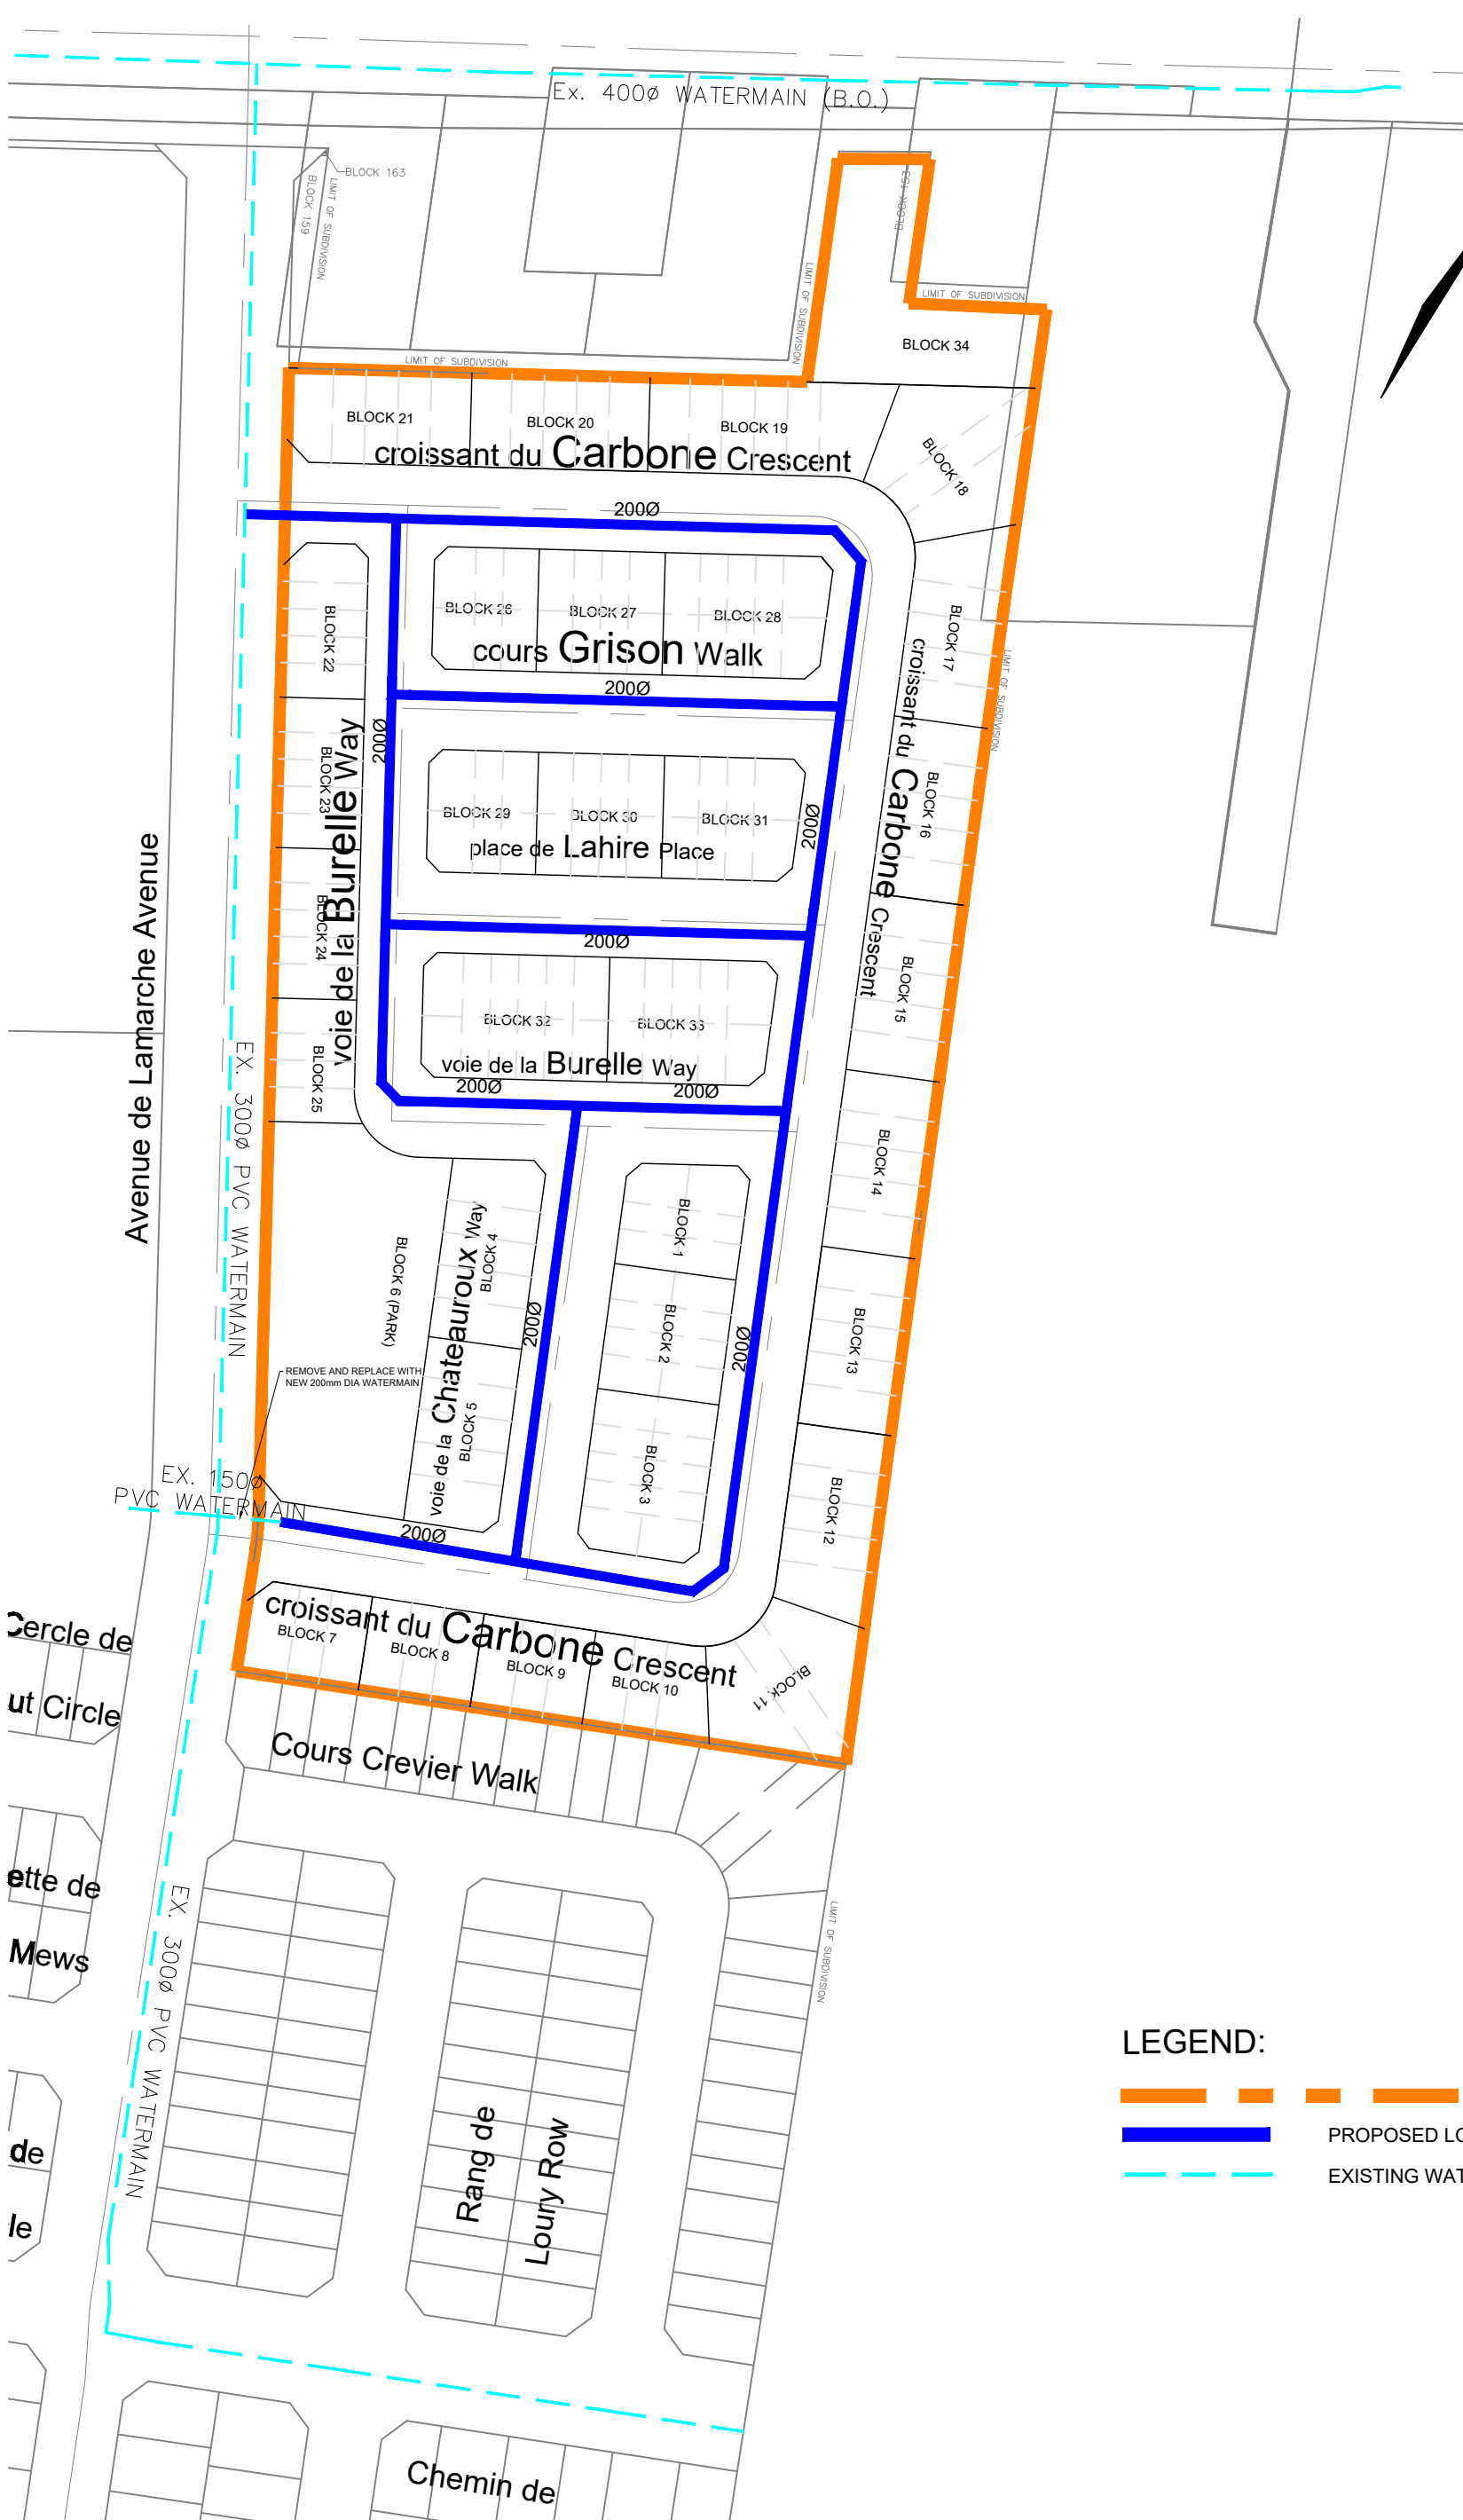 Ex. 400ø WATERMAIN (B.O.)
BLOCK 163
BLOCK 159
LIMIT OF SUBDIVISION
BLOCK 153
LIMIT OF SUBDIVISION
LIMIT OF SUBDIVISION
BLOCK 34
LIMIT OF SUBDIVISION
BLOCK 21
BLOCK 20
BLOCK 19
croissant du Carbone Crescent
BLOCK 18
200Ø
BLOCK 26
BLOCK 27
BLOCK 28
BLOCK 22
BLOCK 17
cours Grison Walk
200Ø
LIMIT OF SUBDIVISION
croissant du Carbone Crescent
200Ø
voie de la Burelle Way
BLOCK 23
BLOCK 16
BLOCK 29
BLOCK 30
BLOCK 31
200Ø
place de Lahire Place
Avenue de Lamarche Avenue
BLOCK 24
200Ø
BLOCK 15
BLOCK 32
BLOCK 33
voie de la Burelle Way
200Ø
200Ø
BLOCK 25
EX. 300Ø PVC WATERMAIN
BLOCK 14
BLOCK 1
BLOCK 4
BLOCK 6 (PARK)
voie de la Chateauroux Way
200Ø
BLOCK 2
200Ø
BLOCK 13
REMOVE AND REPLACE WITH
NEW 200mm DIA WATERMAIN
BLOCK 5
BLOCK 3
BLOCK 12
EX. 150ø
PVC WATERMAIN
200Ø
croissant du Carbone Crescent
BLOCK 7
BLOCK 8
BLOCK 9
BLOCK 10
BLOCK 11
Cercle de
ut Circle
Cours Crevier Walk
ette de
Mews
EX. 300ø PVC WATERMAIN
LIMIT OF SUBDIVISION
LEGEND:
PROPOSED LO
EXISTING WAT
de
le
Rang de
Loury Row
Chemin de